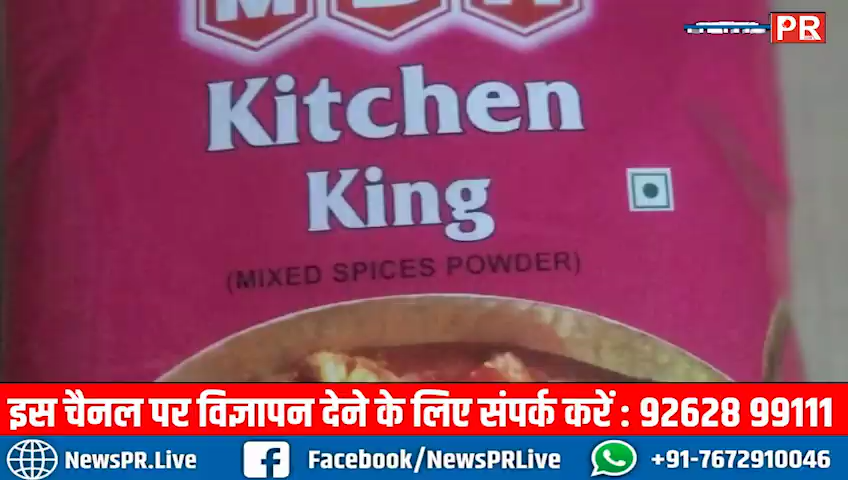 MDH
PR
Kitchen
King
(MIXED SPICES POWDER)
इस चैनल पर विज्ञापन देने के लिए संपर्क करें : 92628 99111
NewsPR.Live
Facebook/NewsPRLive
+91-7672910046